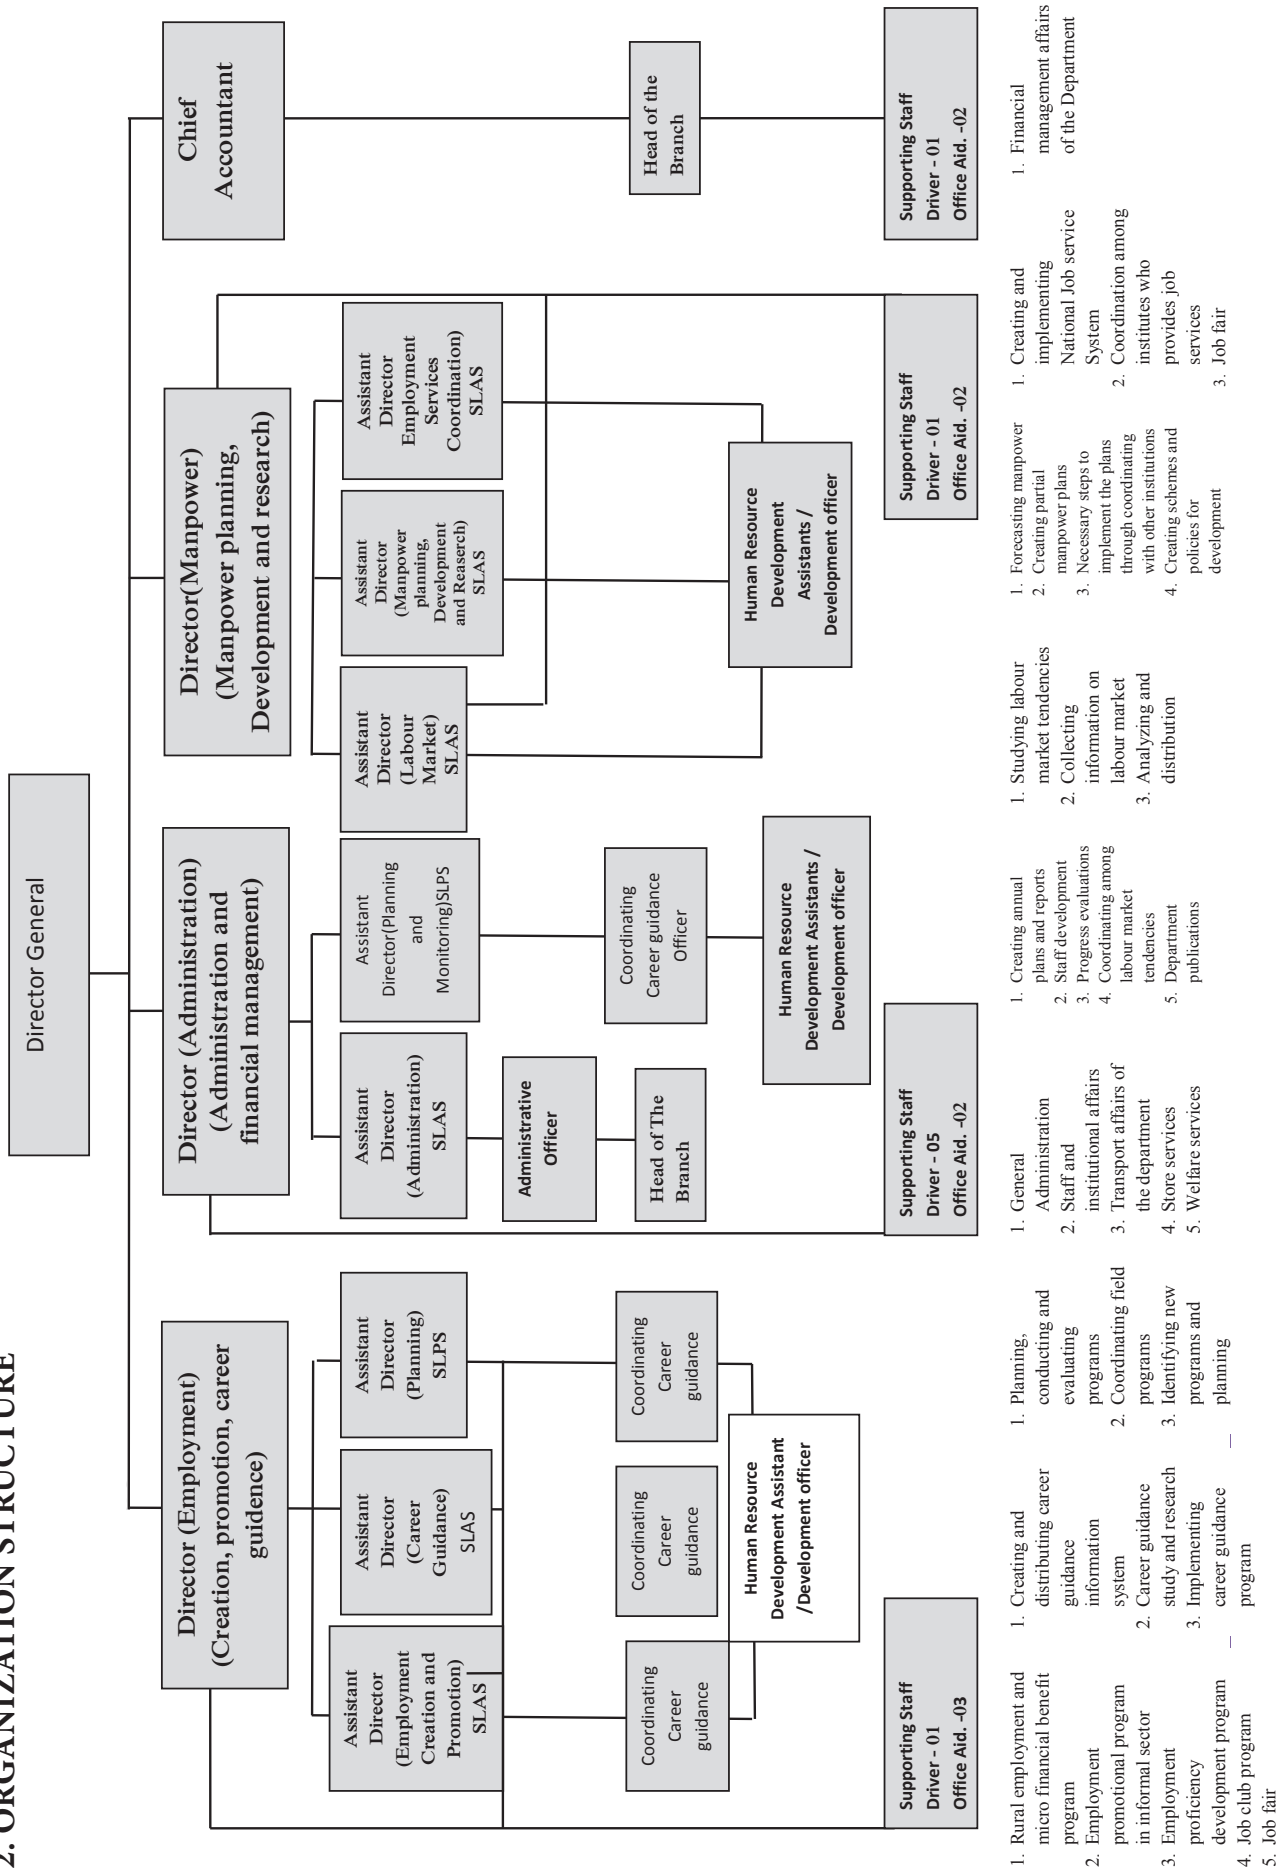 2. ORGANIZATION STRUCTURE
Director General
Director (Employment)
(Creation, promotion, career
guidence)
Director (Administration)
(Administration and
financial management)
Director(Manpower)
(Manpower planning,
Development and research)
Chief
Accountant
Assistant
Director
(Employment
Creation and
Promotion)
SLAS
Assistant
Director
(Career
Guidance)
SLAS
Assistant
Director
(Planning)
SLPS
Assistant
Director
(Administration)
SLAS
Assistant
Director(Planning
and
Monitoring)SLPS
Assistant
Director
(Labour
Market)
SLAS
Assistant
Director
(Manpower
planning,
Development
and Reaserch)
SLAS
Assistant
Director
Employment
Services
Coordination)
SLAS
Administrative
Officer
Coordinating
Career
guidance
Coordinating
Career
guidance
Coordinating
Career
guidance
Head of The
Branch
Coordinating
Career guidance
Officer
Head of the
Branch
Human Resource
Development Assistant
/Development officer
Human Resource
Development Assistants /
Development officer
Human Resource
Development
Assistants /
Development officer
Supporting Staff
Driver - 01
Office Aid. -03
Supporting Staff
Driver - 05
Office Aid. -02
Supporting Staff
Driver - 01
Office Aid. -02
Supporting Staff
Driver - 01
Office Aid. -02
1. Rural employment and
micro financial benefit
program
2. Employment
promotional program
in informal sector
3. Employment
proficiency
development program
4. Job club program
5. Job fair
1. Creating and
distributing career
guidance
information
system
2. Career guidance
study and research
3. Implementing
career guidance
program
1. Planning,
conducting and
evaluating
programs
2. Coordinating field
programs
3. Identifying new
programs and
planning
1. General
Administration
2. Staff and
institutional affairs
3. Transport affairs of
the department
4. Store services
5. Welfare services
1. Creating annual
plans and reports
2. Staff development
3. Progress evaluations
4. Coordinating among
labour market
tendencies
5. Department
publications
1. Studying labour
market tendencies
2. Collecting
information on
labour market
3. Analyzing and
distribution
1. Forecasting manpower
2. Creating partial
manpower plans
3. Necessary steps to
implement the plans
through coordinating
with other institutions
4. Creating schemes and
policies for
development
1. Creating and
implementing
National Job service
System
2. Coordination among
institutes who
provides job
services
3. Job fair
1. Financial
management affairs
of the Department